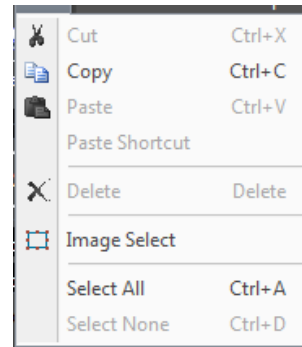 Cut Ctrl+X
Copy Ctrl+C
Paste Ctrl+V
Paste Shortcut
Delete Delete
Image Select
Select All Ctrl+A
Select None Ctrl+D